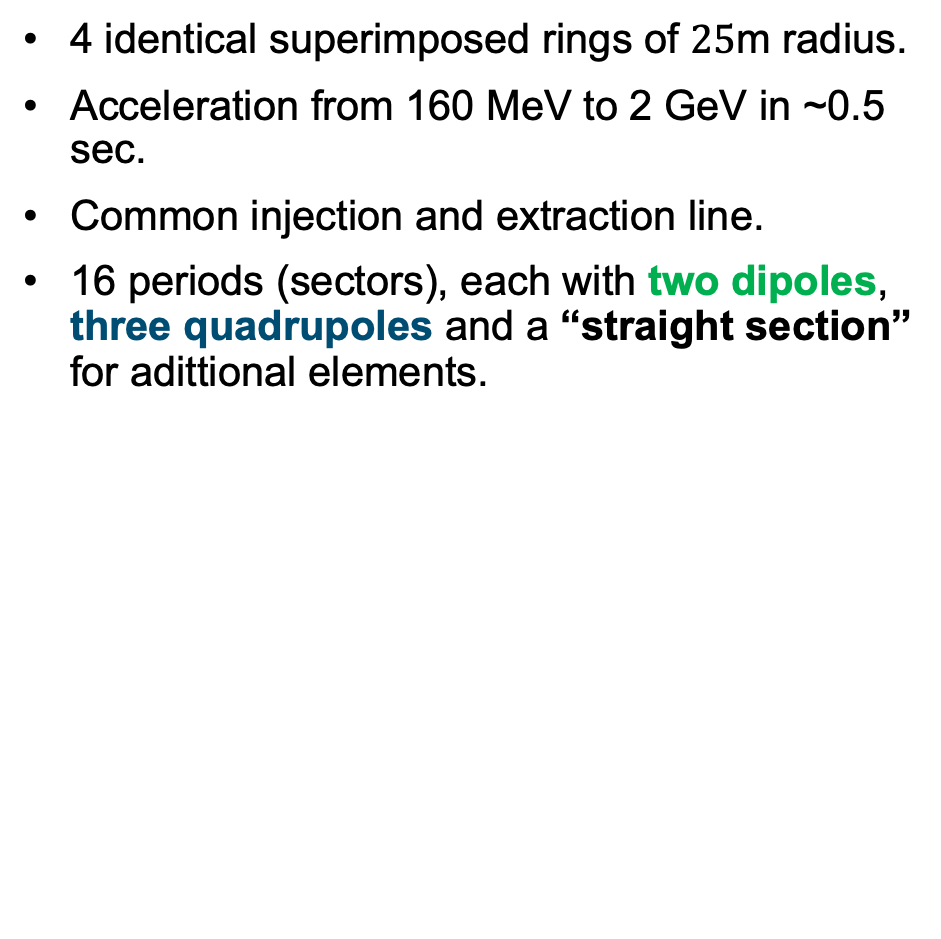 • 4 identical superimposed rings of 25m radius.
• Acceleration from 160 MeV to 2 GeV in ~0.5
sec.
• Common injection and extraction line.
• 16 periods (sectors), each with two dipoles,
three quadrupoles and a “straight section”
for adittional elements.